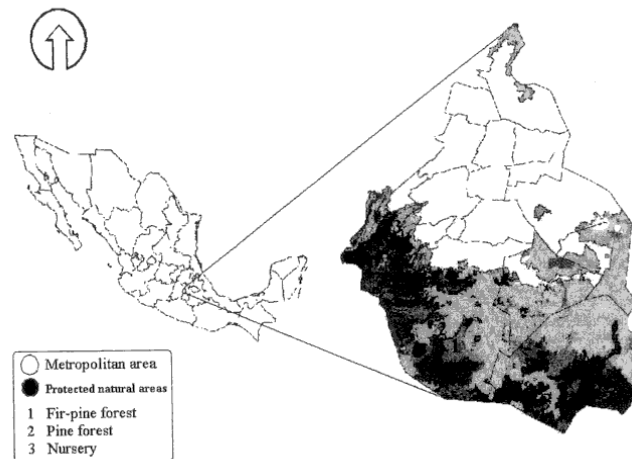 Metropolitan area
Protected natural areas
1 Fir-pine forest
2 Pine forest
3 Nursery